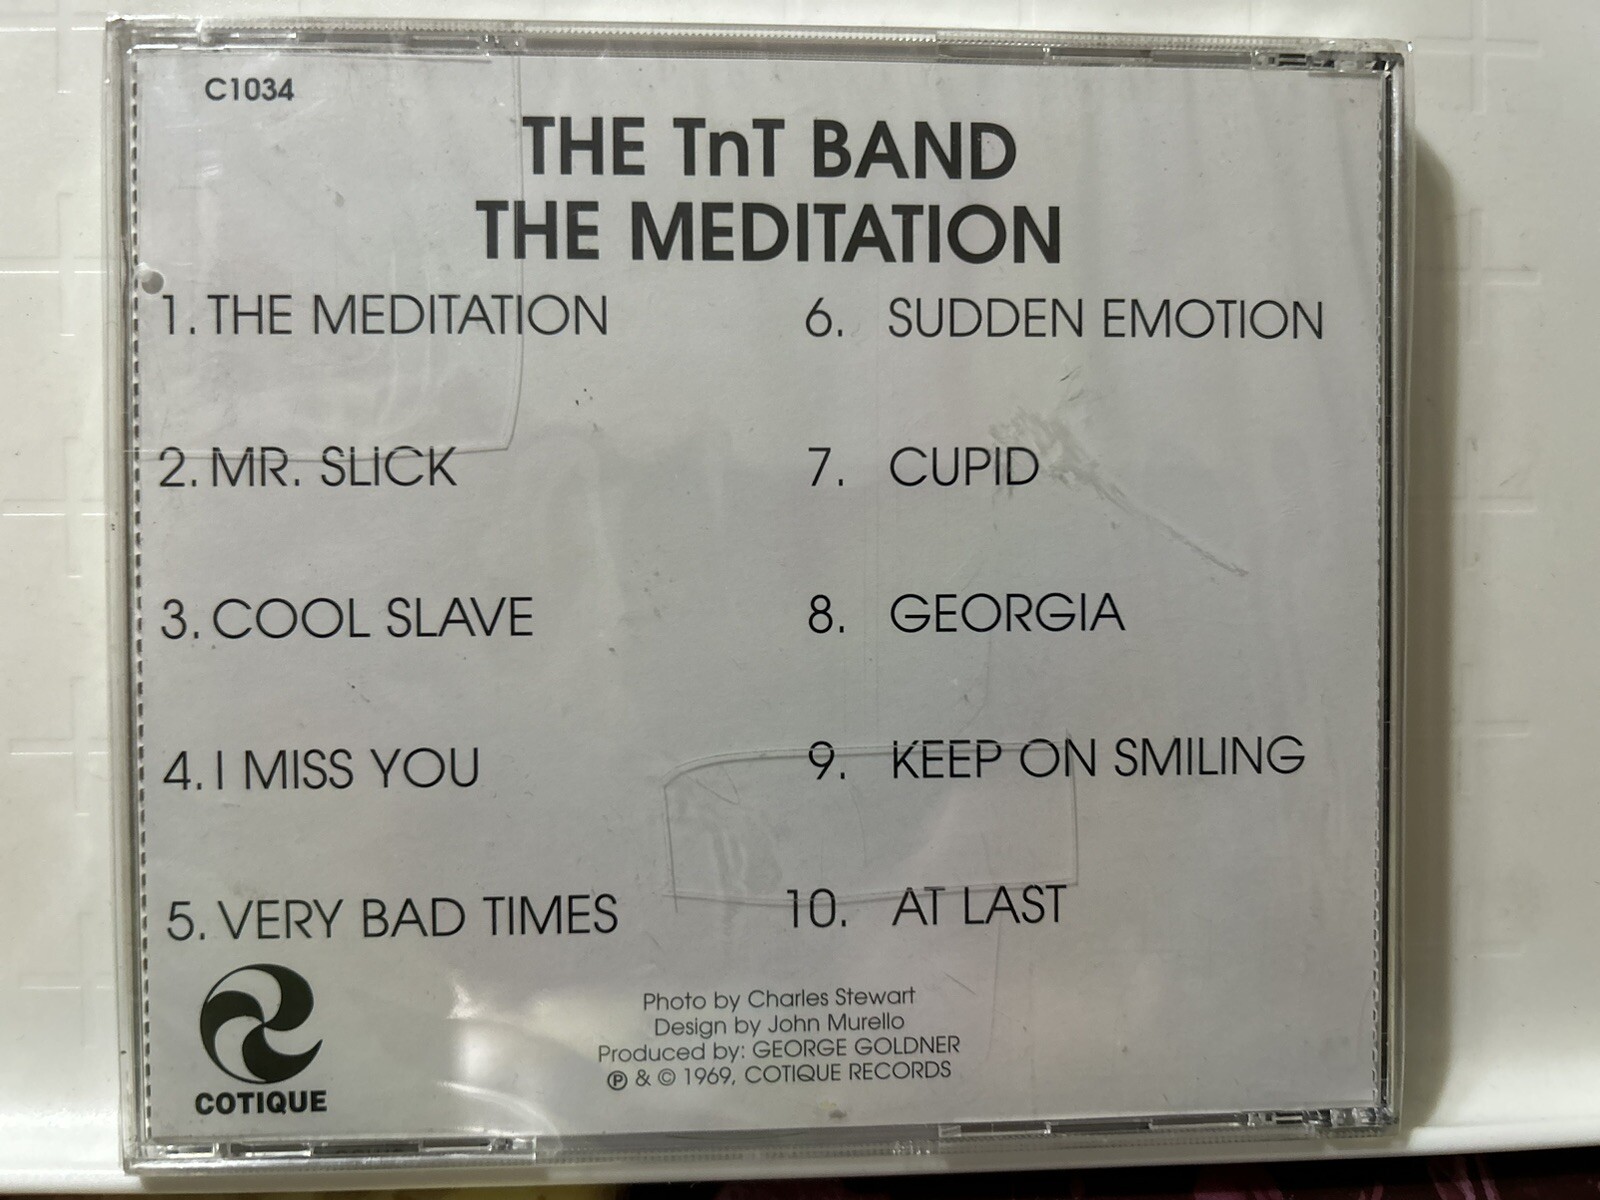 C1034
THE TnT BAND
THE MEDITATION
1. THE MEDITATION
2. MR. SLICK
3. COOL SLAVE
4. I MISS YOU
5. VERY BAD TIMES
6. SUDDEN EMOTION
7. CUPID
8. GEORGIA
9. KEEP ON SMILING
10. AT LAST
COTIQUE
Photo by Charles Stewart
Design by John Murello
Produced by: GEORGE GOLDNER
℗ & © 1969, COTIQUE RECORDS